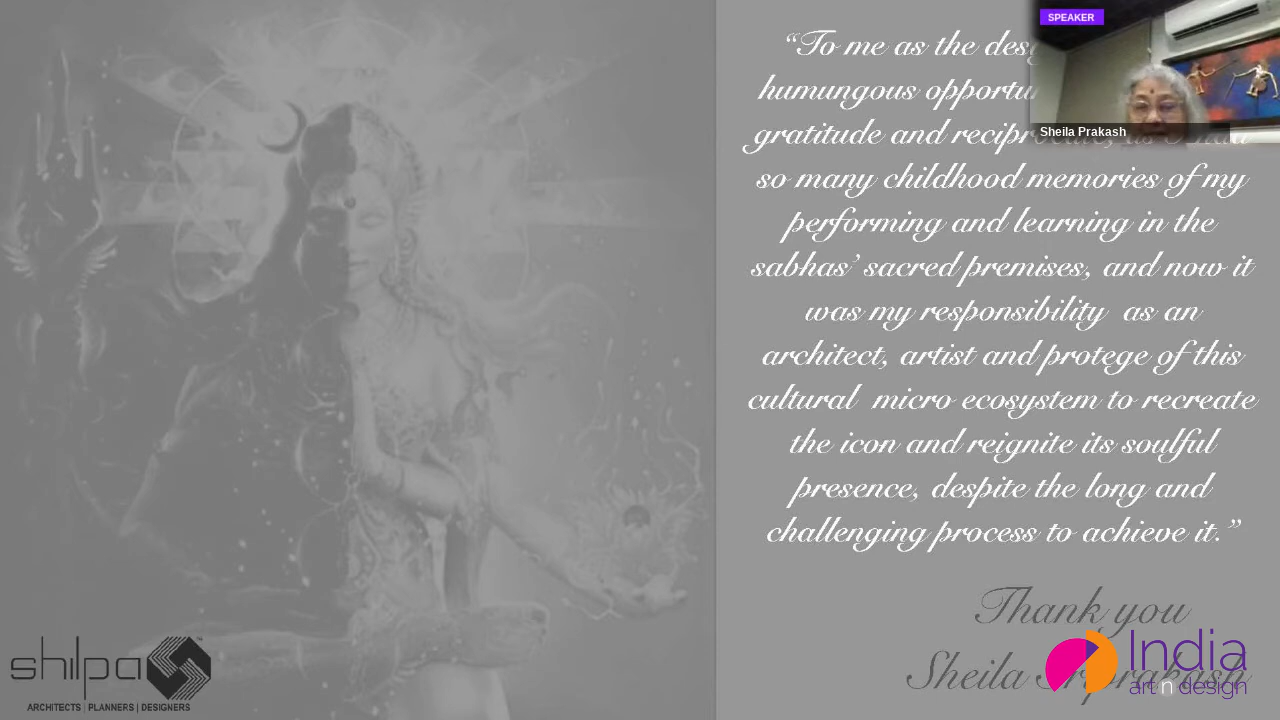 SPEAKER
Sheila Prakash
“To me as the
humungous
gratitude and
so many childhood memories of my
performing and learning in the
sabhas’ sacred premises, and now it
was my responsibility as an
architect, artist and protege of this
cultural micro ecosystem to recreate
the icon and reignite its soulful
presence, despite the long and
challenging process to achieve it.”
Thank you
Sheila
India
art n design
shilpa
TM
ARCHITECTS | PLANNERS | DESIGNERS